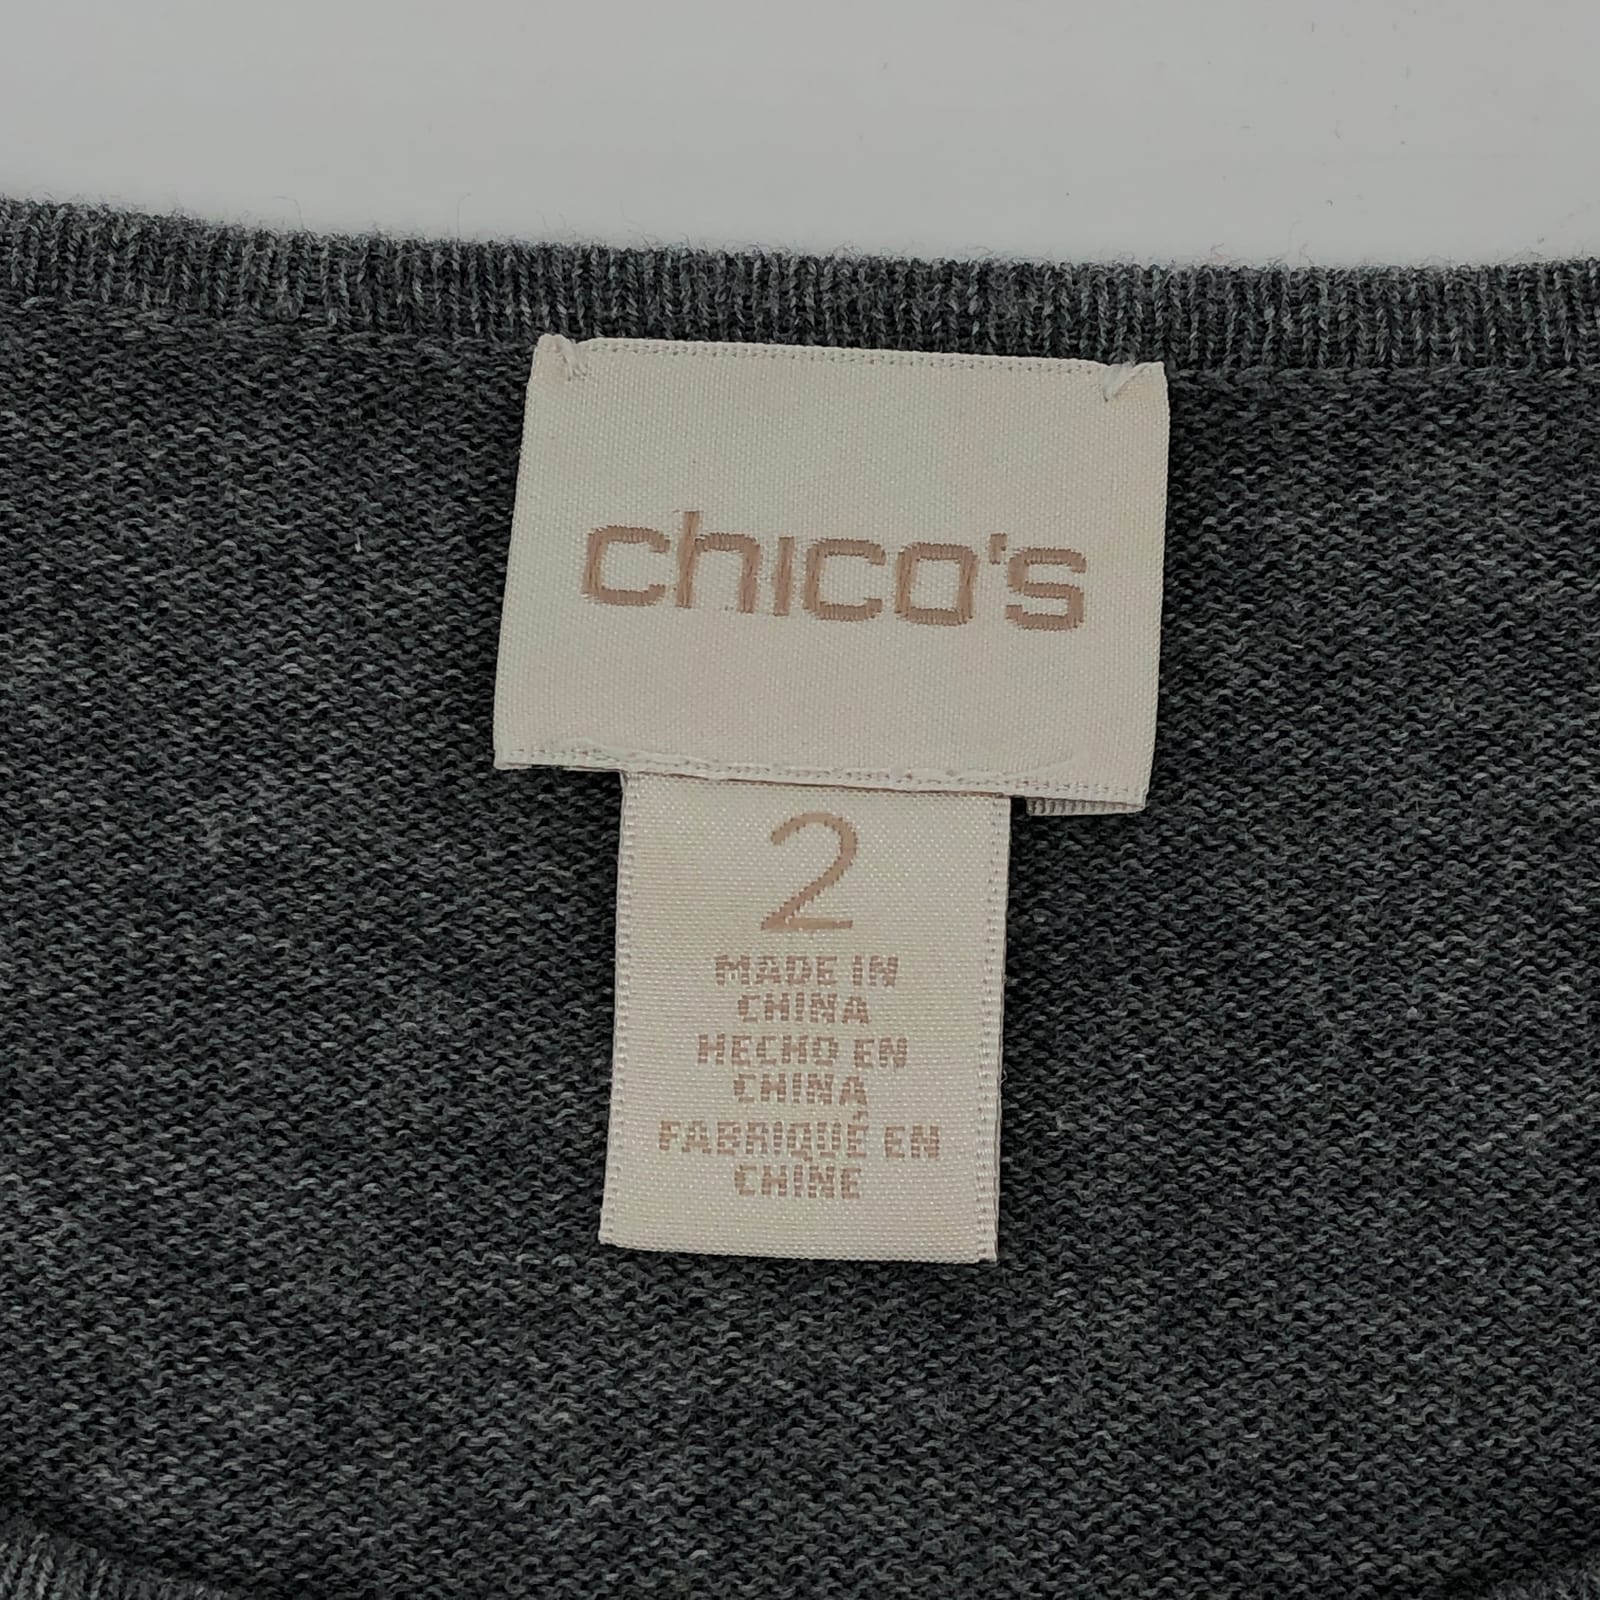 chico's
2
MADE IN
CHINA
HECHO EN
CHINA
FABRIQUÉ EN
CHINE